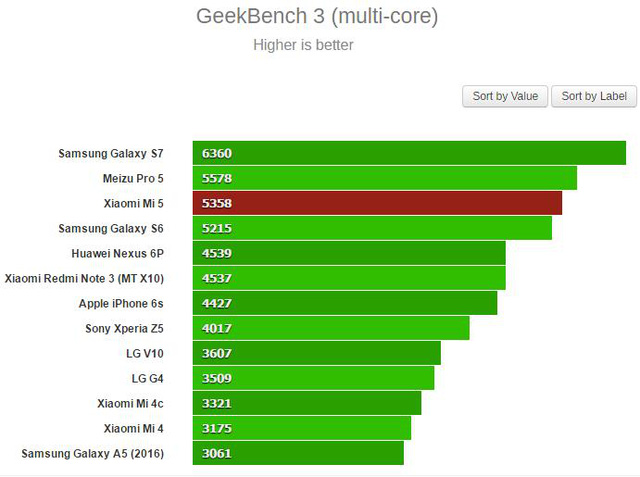 GeekBench 3 (multi-core)
Higher is better
Sort by Value Sort by Label
Samsung Galaxy S7 6360
Meizu Pro 5 5578
Xiaomi Mi 5 5358
Samsung Galaxy S6 5215
Huawei Nexus 6P 4539
Xiaomi Redmi Note 3 (MT X10) 4537
Apple iPhone 6s 4427
Sony Xperia Z5 4017
LG V10 3607
LG G4 3509
Xiaomi Mi 4c 3321
Xiaomi Mi 4 3175
Samsung Galaxy A5 (2016) 3061